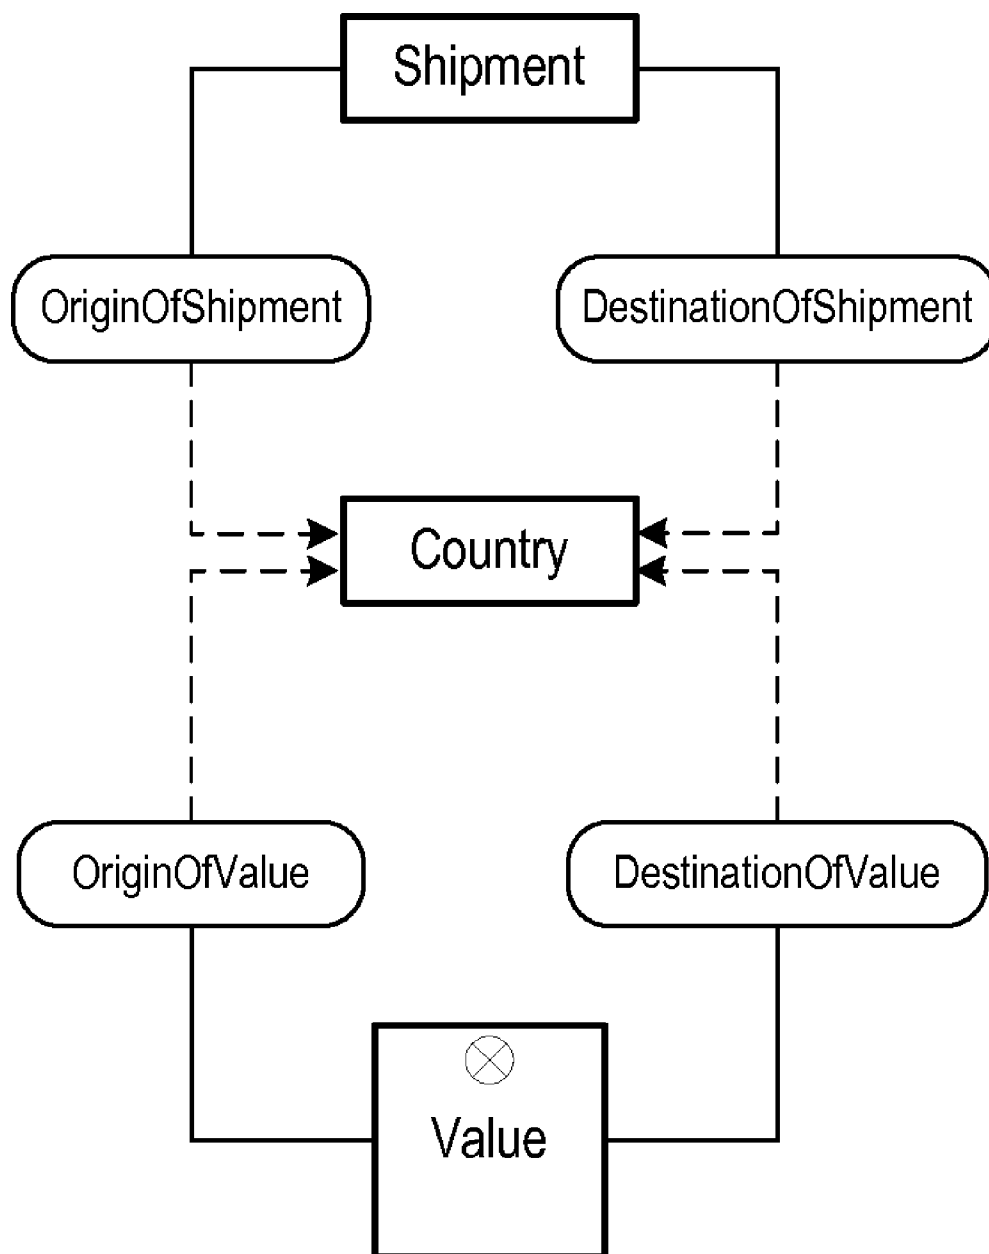 Shipment
OriginOfShipment
DestinationOfShipment
Country
OriginOfValue
DestinationOfValue
Value